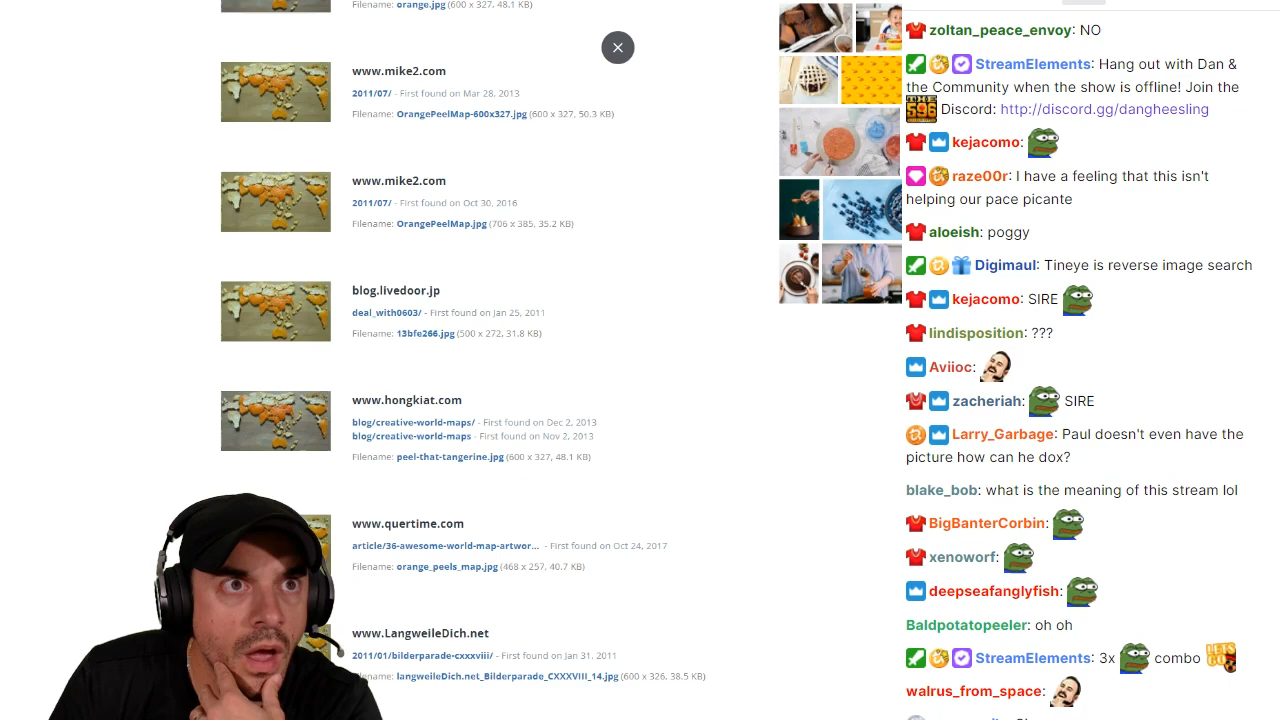 Filename: orange.jpg (600 x 327, 48.1 KB)
www.mike2.com
2011/07/ - First found on Mar 28, 2013
Filename: OrangePeelMap-600x327.jpg (600 x 327, 50.3 KB)
www.mike2.com
2011/07/ - First found on Oct 30, 2016
Filename: OrangePeelMap.jpg (706 x 385, 35.2 KB)
blog.livedoor.jp
deal_with0603/ - First found on Jan 25, 2011
Filename: 13bfe266.jpg (500 x 272, 31.8 KB)
www.hongkiat.com
blog/creative-world-maps/ - First found on Dec 2, 2013
blog/creative-world-maps - First found on Nov 2, 2013
Filename: peel-that-tangerine.jpg (600 x 327, 48.1 KB)
www.quertime.com
article/36-awesome-world-map-artwor... - First found on Oct 24, 2017
Filename: orange_peels_map.jpg (468 x 257, 40.7 KB)
www.LangweileDich.net
2011/01/bilderparade-cxxxviii/ - First found on Jan 31, 2011
langweileDich.net_Bilderparade_CXXXVIII_14.jpg (600 x 326, 38.5 KB)
zoltan_peace_envoy: NO
StreamElements: Hang out with Dan &
the Community when the show is offline! Join the
THIS 596 Discord: http://discord.gg/dangheesling
kejacomo:
raze00r: I have a feeling that this isn't
helping our pace picante
aloeish: poggy
Digimaul: Tineye is reverse image search
kejacomo: SIRE
lindisposition: ???
Aviioc:
zacheriah: SIRE
Larry_Garbage: Paul doesn't even have the
picture how can he dox?
blake_bob: what is the meaning of this stream lol
BigBanterCorbin:
xenoworf:
deepseafanglyfish:
Baldpotatopeeler: oh oh
StreamElements: 3x combo LETS GO
walrus_from_space: